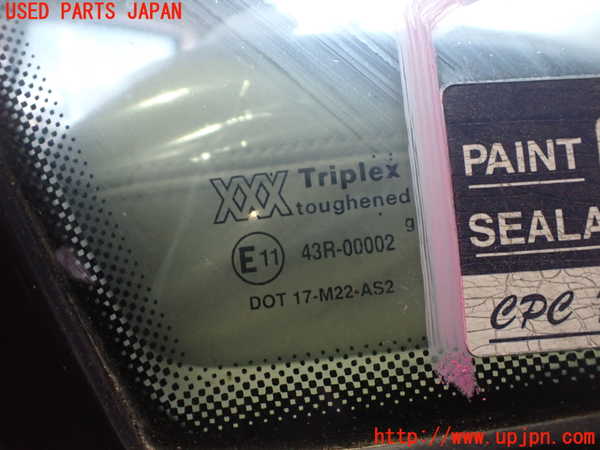 USED PARTS JAPAN
XXX Triplex
toughened
g
E11 43R-00002
DOT 17-M22-AS2
PAINT
SEALA
CPC
http://www.upjpn.com